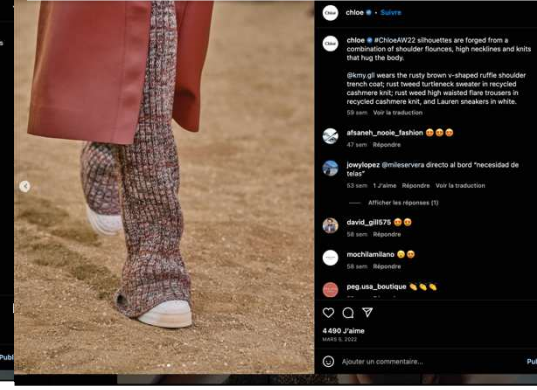 chloe • Suivre
chloe #ChloeAW22 silhouettes are forged from a
combination of shoulder flounces, high necklines and knits
that hug the body.
@kmy.gli wears the rusty brown v-shaped ruffle shoulder
trench coat; rust tweed turtleneck sweater in recycled
cashmere knit; rust weed high waisted flare trousers in
recycled cashmere knit, and Lauren sneakers in white.
59 sem Voir la traduction
afsaneh_nooie_fashion
47 sem Répondre
jowylopez @mileservera directo al bord "necesidad de
telas"
53 sem 1 J'aime Répondre Voir la traduction
Afficher les réponses (1)
david_gill575
58 sem Répondre
mochilamilano
58 sem Répondre
peg.usa_boutique
4 490 J'aime
MARS 5, 2022
Ajouter un commentaire...
Pu
Publ